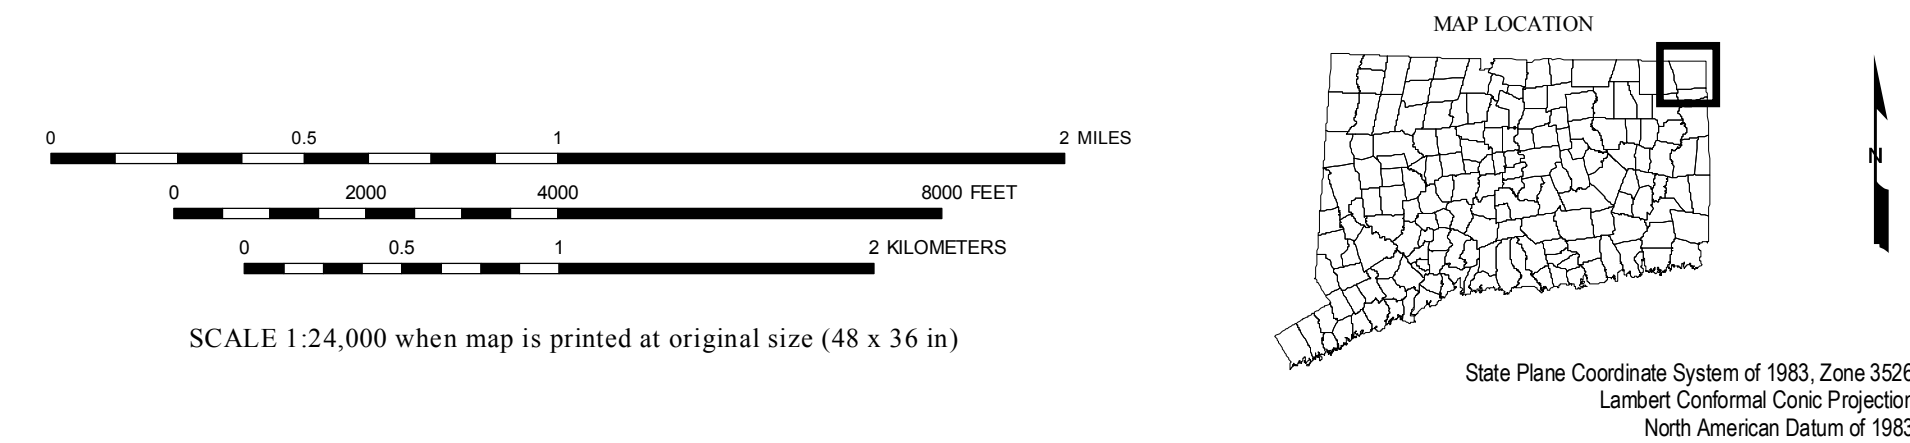 MAP LOCATION
0 0.5 1 2 MILES
0 2000 4000 8000 FEET
0 0.5 1 2 KILOMETERS
SCALE 1:24,000 when map is printed at original size (48 x 36 in)
N
State Plane Coordinate System of 1983, Zone 3526
Lambert Conformal Conic Projection
North American Datum of 1983